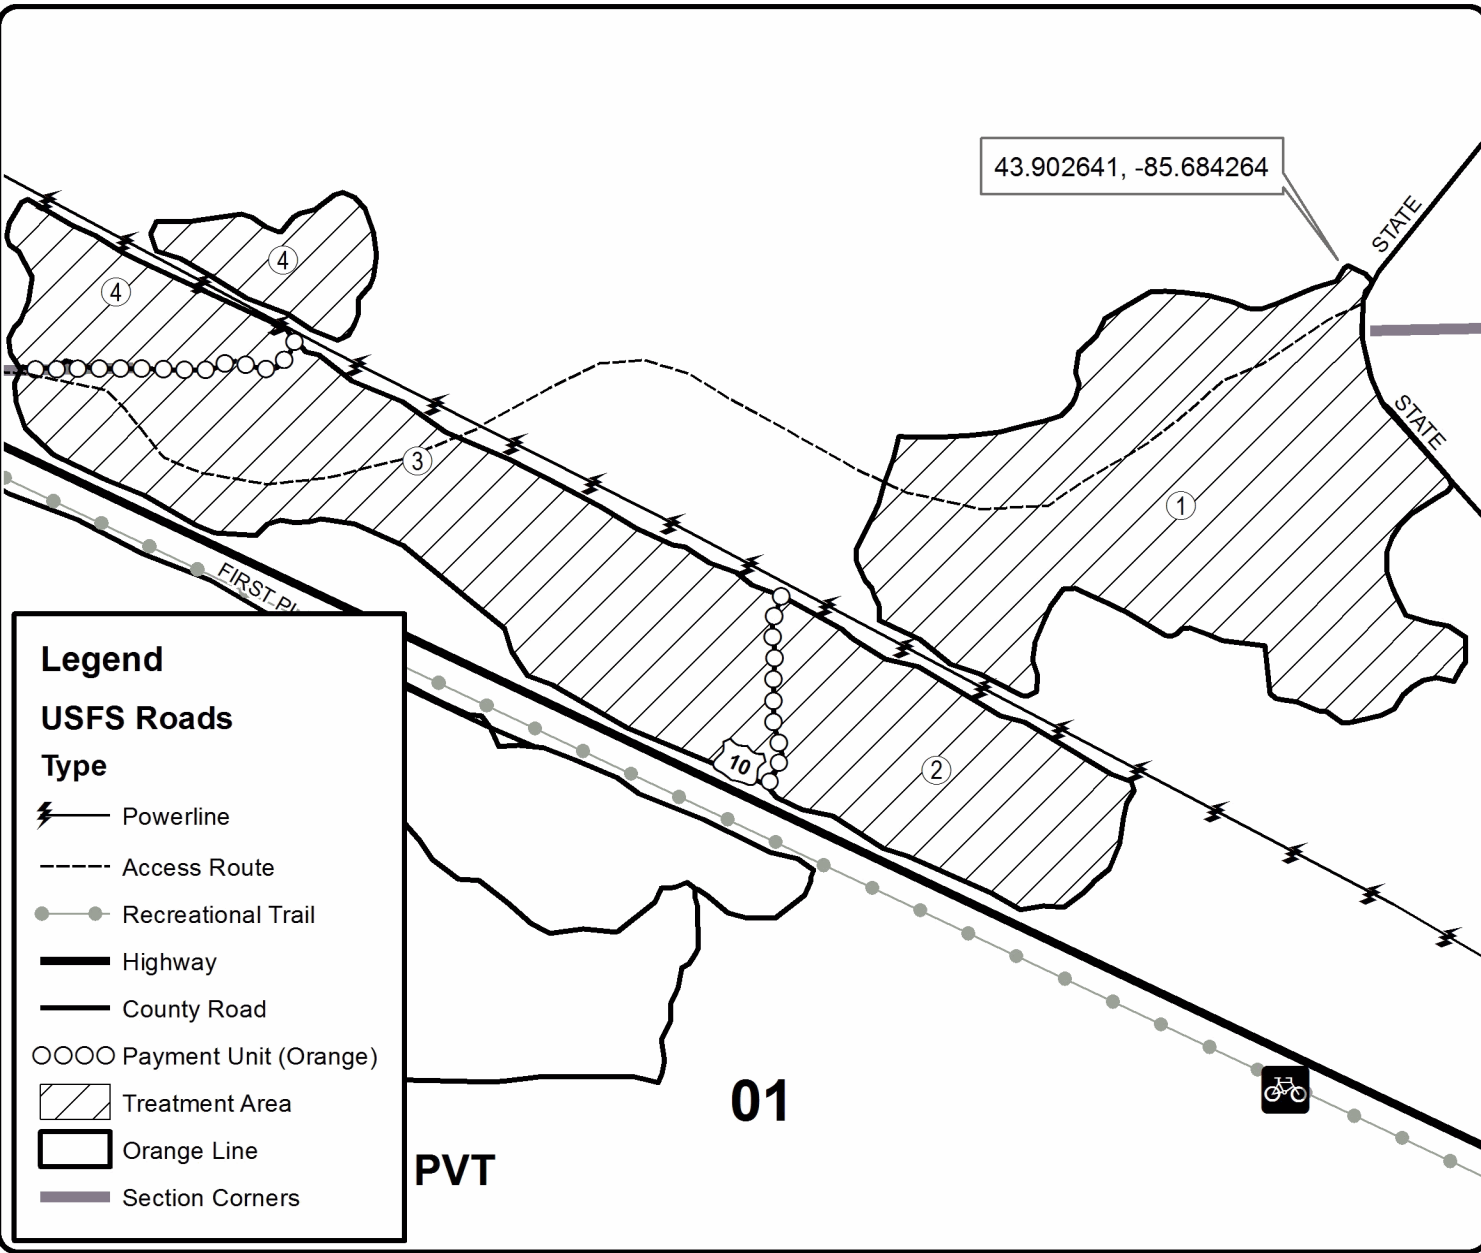 43.902641, -85.684264
STATE
STATE
4
4
3
1
2
10
FIRST
Legend
USFS Roads
Type
Powerline
Access Route
Recreational Trail
Highway
County Road
Payment Unit (Orange)
Treatment Area
Orange Line
Section Corners
01
PVT